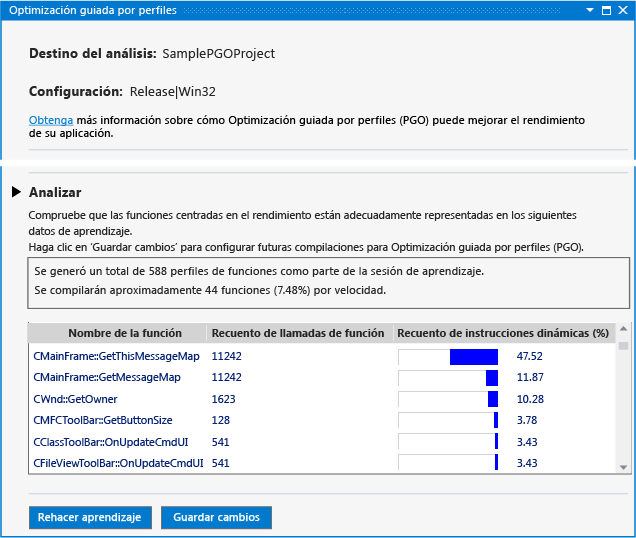 Optimización guiada por perfiles
Destino del análisis: SamplePGOProject
Configuración: Release|Win32
Obtenga más información sobre cómo Optimización guiada por perfiles (PGO) puede mejorar el rendimiento
de su aplicación.
Analizar
Compruebe que las funciones centradas en el rendimiento están adecuadamente representadas en los siguientes
datos de aprendizaje.
Haga clic en 'Guardar cambios' para configurar futuras compilaciones para Optimización guiada por perfiles (PGO).
Se generó un total de 588 perfiles de funciones como parte de la sesión de aprendizaje.
Se compilarán aproximadamente 44 funciones (7.48%) por velocidad.
Nombre de la función Recuento de llamadas de función Recuento de instrucciones dinámicas (%)
CMainFrame::GetThisMessageMap 11242 47.52
CMainFrame::GetMessageMap 11242 11.87
CWnd::GetOwner 1623 10.28
CMFCToolBar::GetButtonSize 128 3.78
CClassToolBar::OnUpdateCmdUI 541 3.43
CFileViewToolBar::OnUpdateCmdUI 541 3.43
Rehacer aprendizaje Guardar cambios